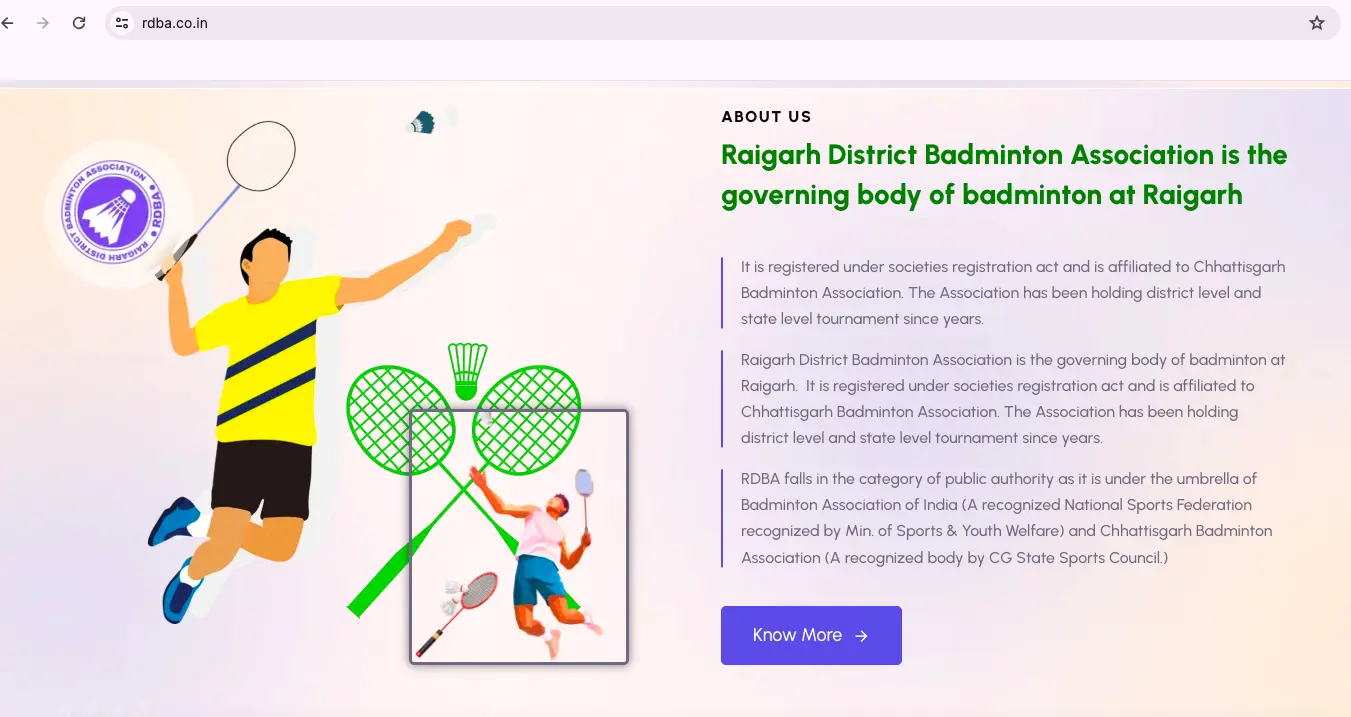 rdba.co.in
RAIGARH DISTRICT BADMINTON ASSOCIATION • RDBA •
ABOUT US
Raigarh District Badminton Association is the
governing body of badminton at Raigarh
It is registered under societies registration act and is affiliated to Chhattisgarh
Badminton Association. The Association has been holding district level and
state level tournament since years.
Raigarh District Badminton Association is the governing body of badminton at
Raigarh.  It is registered under societies registration act and is affiliated to
Chhattisgarh Badminton Association. The Association has been holding
district level and state level tournament since years.
RDBA falls in the category of public authority as it is under the umbrella of
Badminton Association of India (A recognized National Sports Federation
recognized by Min. of Sports & Youth Welfare) and Chhattisgarh Badminton
Association (A recognized body by CG State Sports Council.)
Know More →